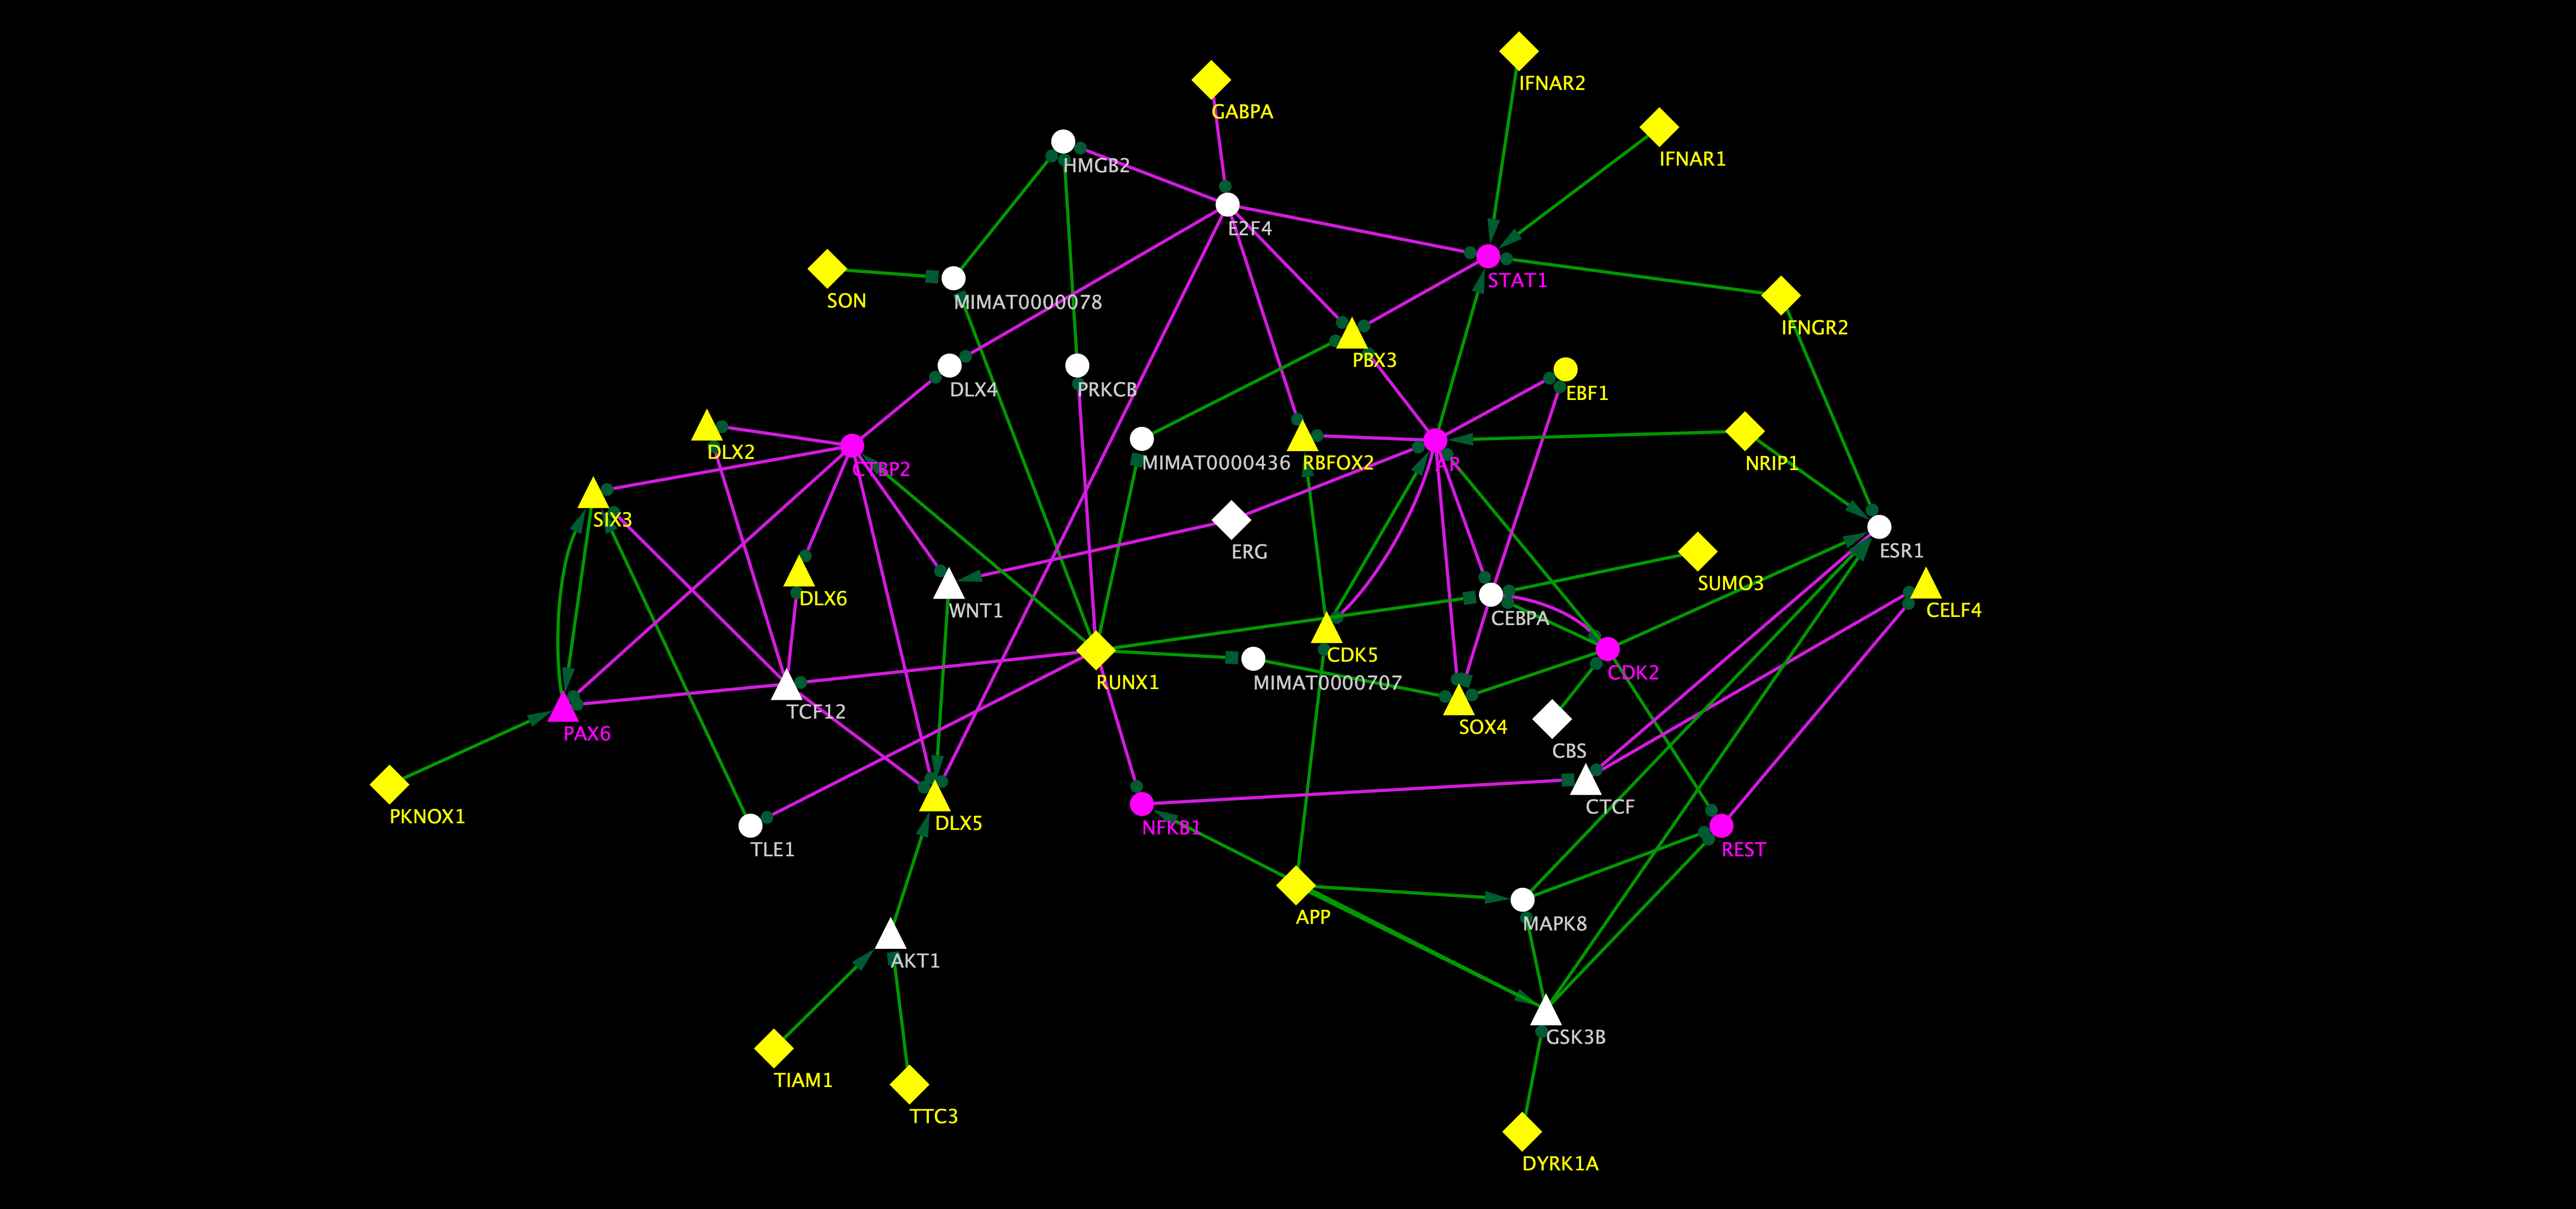 IFNAR2
GABPA
IFNAR1
HMGB2
E2F4
STAT1
SON
MIMAT0000078
IFNGR2
PBX3
DLX4
PRKCB
EBF1
DLX2
CTBP2
MIMAT0000436
RBFOX2
AR
NRIP1
SIX3
ERG
ESR1
SUMO3
DLX6
WNT1
CEBPA
CELF4
CDK5
CDK2
RUNX1
MIMAT0000707
TCF12
SOX4
PAX6
CBS
CTCF
PKNOX1
DLX5
NFKB1
TLE1
REST
APP
MAPK8
AKT1
GSK3B
TIAM1
TTC3
DYRK1A